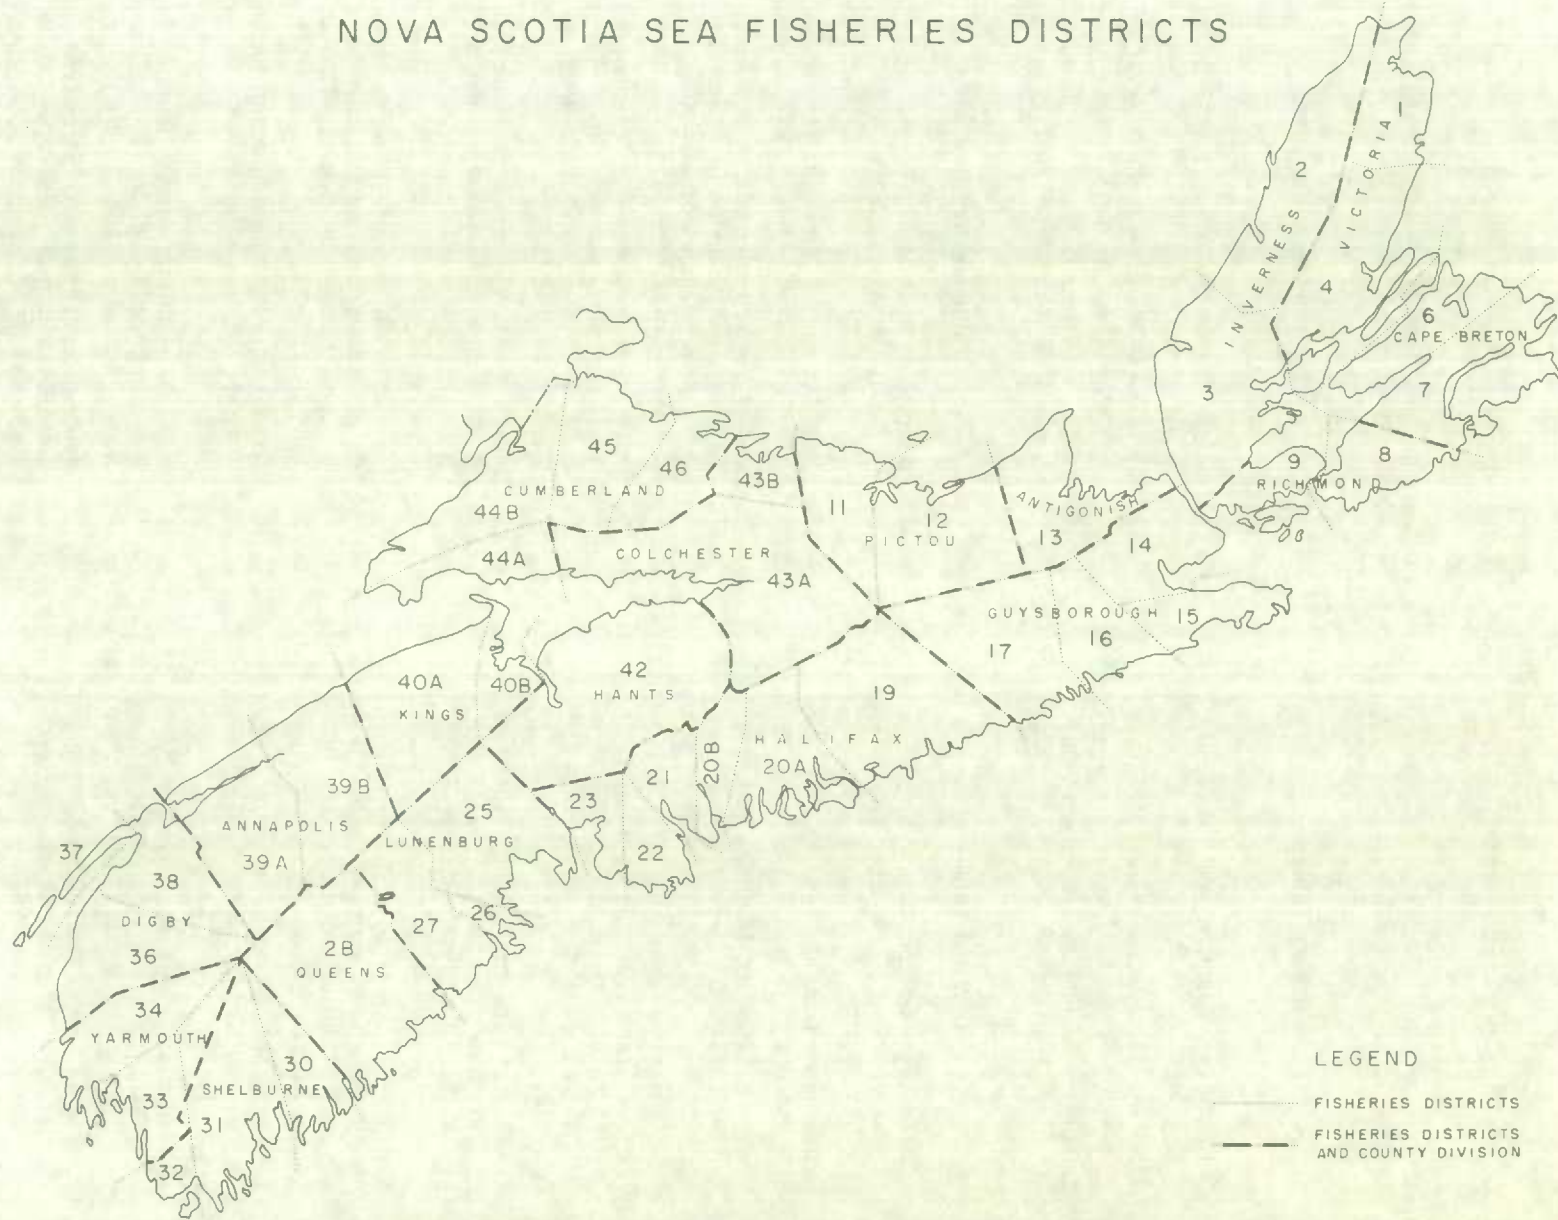 NOVA SCOTIA SEA FISHERIES DISTRICTS
2
INVERNESS
VICTORIA
1
4
3
6
CAPE BRETON
7
8
9
RICHMOND
45
46
CUMBERLAND
44B
44A
43B
COLCHESTER
43A
11
12
PICTOU
ANTIGONISH
13
14
GUYSBOROUGH
15
16
17
40A
40B
KINGS
42
HANTS
19
HALIFAX
20A
20B
21
22
23
25
LUNENBURG
26
27
39B
ANNAPOLIS
39A
37
38
DIGBY
36
2B
QUEENS
34
YARMOUTH
33
30
SHELBURNE
31
32
LEGEND
FISHERIES DISTRICTS
FISHERIES DISTRICTS
AND COUNTY DIVISION